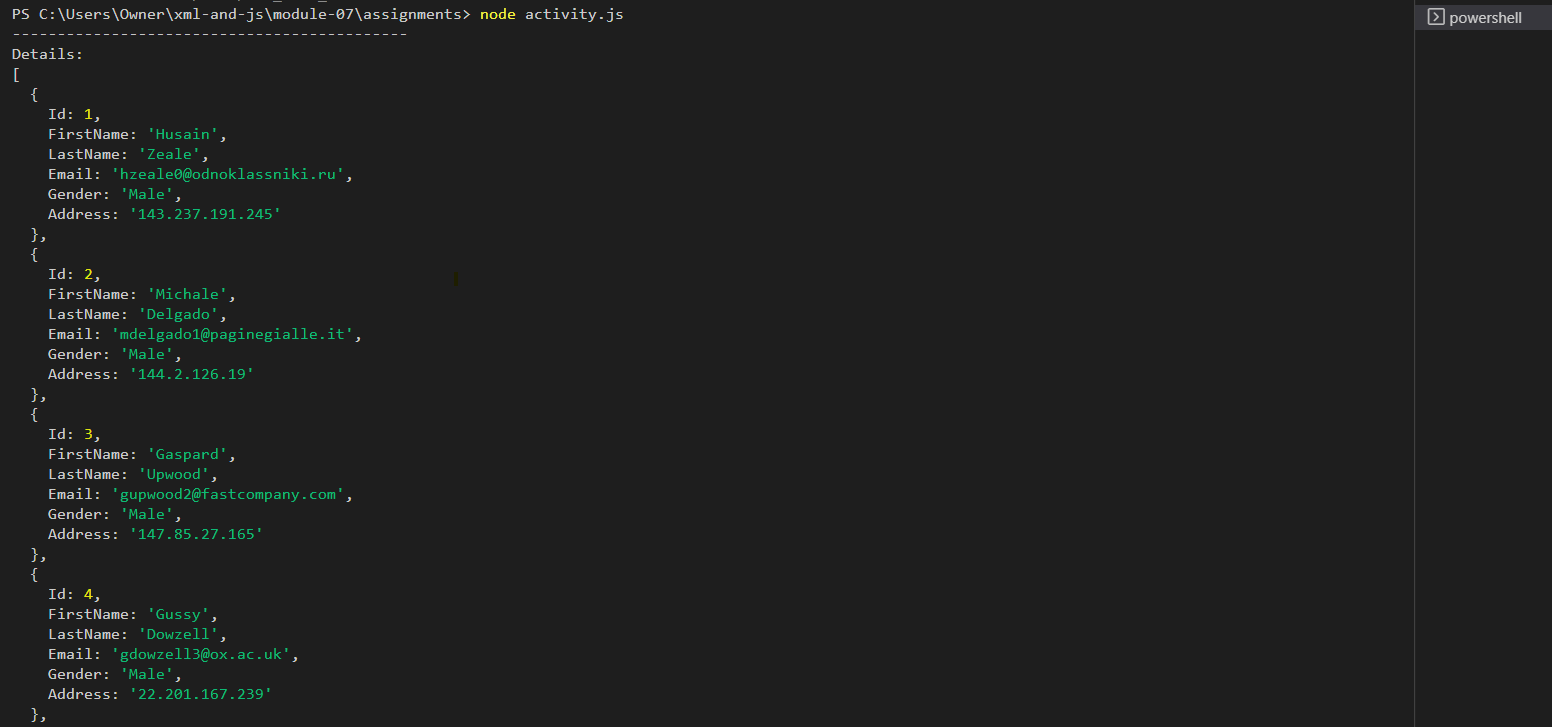 PS C:\Users\Owner\xml-and-js\module-07\assignments> node activity.js
--------------------------------------------
Details:
[
  {
    Id: 1,
    FirstName: 'Husain',
    LastName: 'Zeale',
    Email: 'hzeale0@odnoklassniki.ru',
    Gender: 'Male',
    Address: '143.237.191.245'
  },
  {
    Id: 2,
    FirstName: 'Michale',
    LastName: 'Delgado',
    Email: 'mdelgado1@paginegialle.it',
    Gender: 'Male',
    Address: '144.2.126.19'
  },
  {
    Id: 3,
    FirstName: 'Gaspard',
    LastName: 'Upwood',
    Email: 'gupwood2@fastcompany.com',
    Gender: 'Male',
    Address: '147.85.27.165'
  },
  {
    Id: 4,
    FirstName: 'Gussy',
    LastName: 'Dowzell',
    Email: 'gdowzell3@ox.ac.uk',
    Gender: 'Male',
    Address: '22.201.167.239'
  },
powershell